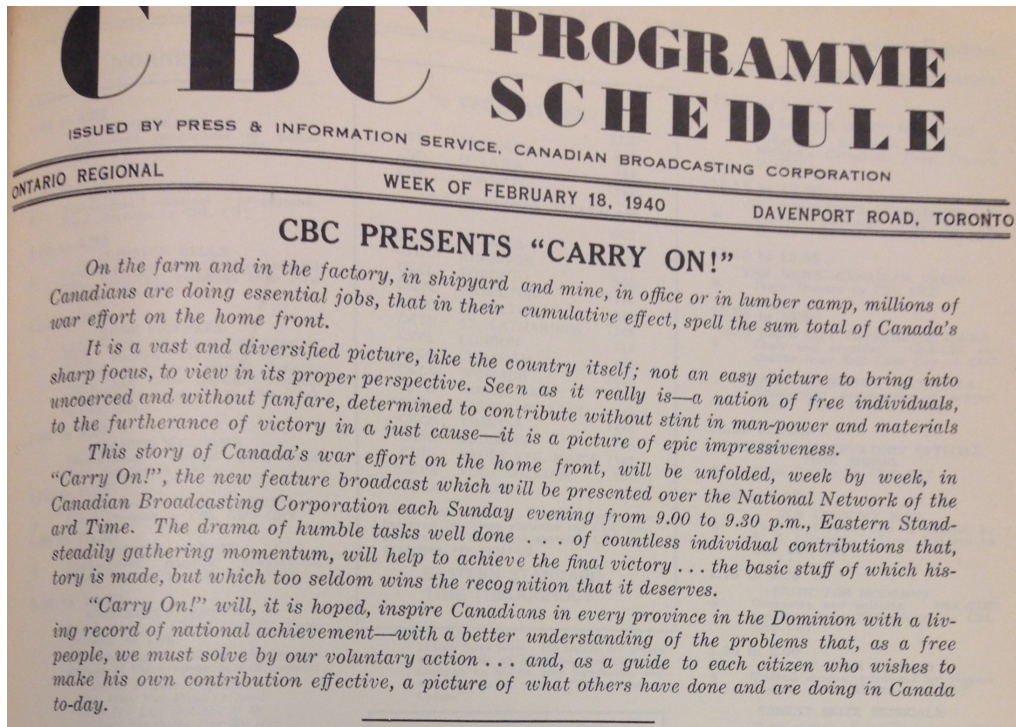 CBC PROGRAMME
SCHEDULE
ISSUED BY PRESS & INFORMATION SERVICE, CANADIAN BROADCASTING CORPORATION
ONTARIO REGIONAL WEEK OF FEBRUARY 18, 1940 DAVENPORT ROAD, TORONTO
CBC PRESENTS "CARRY ON!"
On the farm and in the factory, in shipyard and mine, in office or in lumber camp, millions of
Canadians are doing essential jobs, that in their cumulative effect, spell the sum total of Canada's
war effort on the home front.
It is a vast and diversified picture, like the country itself; not an easy picture to bring into
sharp focus, to view in its proper perspective. Seen as it really is—a nation of free individuals,
uncoerced and without fanfare, determined to contribute without stint in man-power and materials
to the furtherance of victory in a just cause—it is a picture of epic impressiveness.
This story of Canada's war effort on the home front, will be unfolded, week by week, in
"Carry On!", the new feature broadcast which will be presented over the National Network of the
Canadian Broadcasting Corporation each Sunday evening from 9.00 to 9.30 p.m., Eastern Stand-
ard Time. The drama of humble tasks well done . . . of countless individual contributions that,
steadily gathering momentum, will help to achieve the final victory . . . the basic stuff of which his-
tory is made, but which too seldom wins the recognition that it deserves.
"Carry On!" will, it is hoped, inspire Canadians in every province in the Dominion with a liv-
ing record of national achievement—with a better understanding of the problems that, as a free
people, we must solve by our voluntary action . . . and, as a guide to each citizen who wishes to
make his own contribution effective, a picture of what others have done and are doing in Canada
to-day.